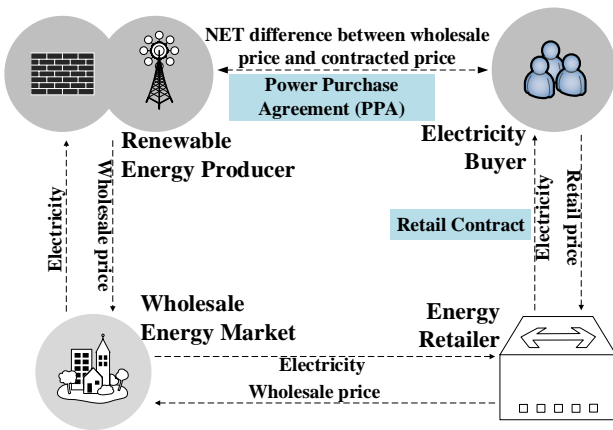 NET difference between wholesale
price and contracted price
Power Purchase
Agreement (PPA)
Renewable
Energy Producer
Electricity
Buyer
Electricity
Wholesale price
Retail Contract
Electricity
Retail price
Wholesale
Energy Market
Energy
Retailer
Electricity
Wholesale price